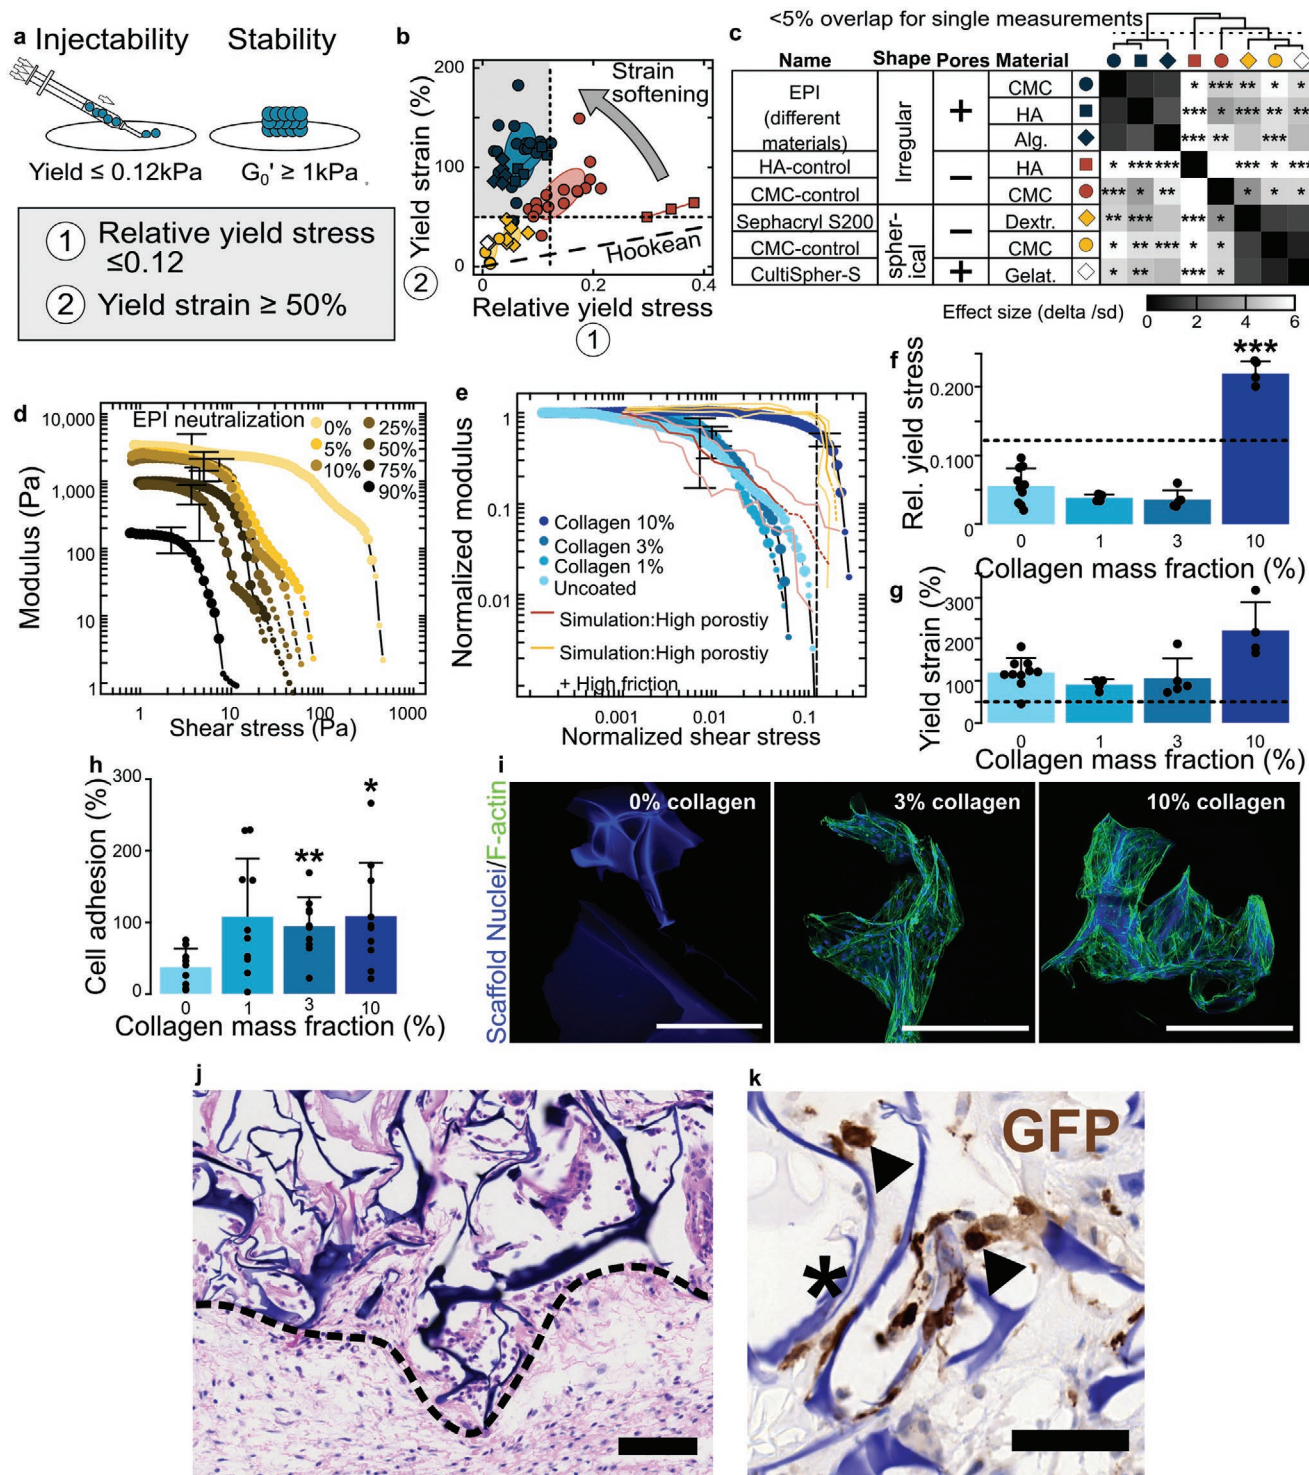 a Injectability Stability
Yield ≤ 0.12kPa G₀' ≥ 1kPa
1 Relative yield stress
≤0.12
2 Yield strain ≥ 50%
b
Yield strain (%)
2
200
100
0
Strain
softening
Hookean
0 0.2 0.4
Relative yield stress
1
c
<5% overlap for single measurements
Name Shape Pores Material
EPI
(different
materials)
HA-control
CMC-control
Sephacryl S200
CMC-control
CultiSpher-S
Irregular
spher-
ical
+
−
−
+
CMC
HA
Alg.
HA
CMC
Dextr.
CMC
Gelat.
Effect size (delta /sd)
0 2 4 6
d
EPI neutralization
0% 25%
5% 50%
10% 75%
90%
Modulus (Pa)
10,000
1,000
100
10
1
1 10 100 1000
Shear stress (Pa)
e
Normalized modulus
1
0.1
0.01
Collagen 10%
Collagen 3%
Collagen 1%
Uncoated
Simulation:High porostiy
Simulation:High porostiy
+ High friction
0.001 0.01 0.1
Normalized shear stress
f
Rel. yield stress
0.200
0.100
0
***
0 1 3 10
Collagen mass fraction (%)
g
Yield strain (%)
300
200
100
0
0 1 3 10
Collagen mass fraction (%)
h
Cell adhesion (%)
300
200
100
0
**
*
0 1 3 10
Collagen mass fraction (%)
i
Scaffold Nuclei/F-actin
0% collagen
3% collagen
10% collagen
j
k
GFP
*